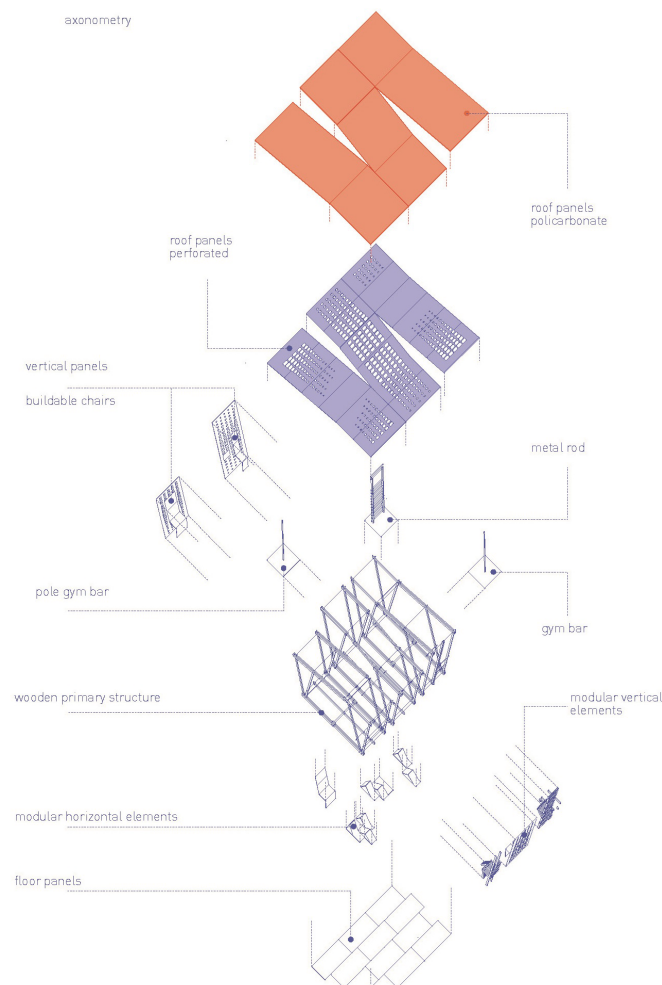 axonometry
roof panels
policarbonate
roof panels
perforated
vertical panels
buildable chairs
metal rod
pole gym bar
gym bar
wooden primary structure
modular vertical
elements
modular horizontal elements
floor panels